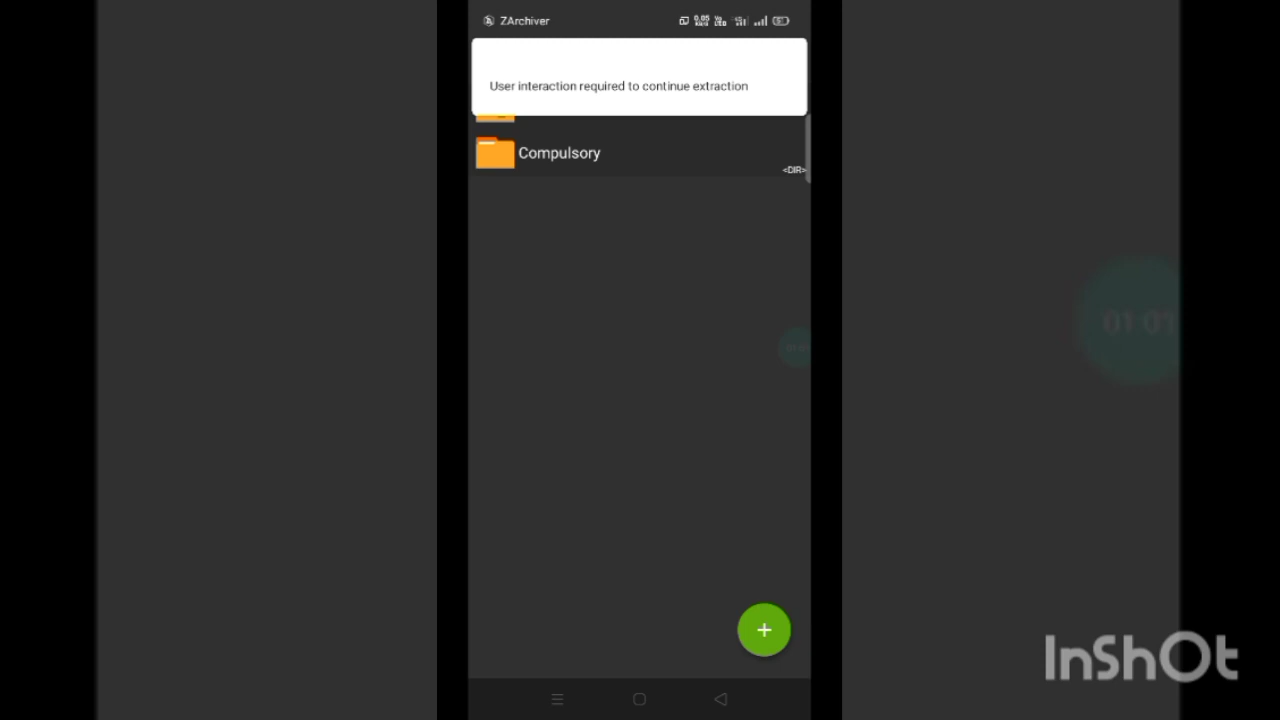 ZArchiver
User interaction required to continue extraction
Compulsory
<DIR>
InShOt